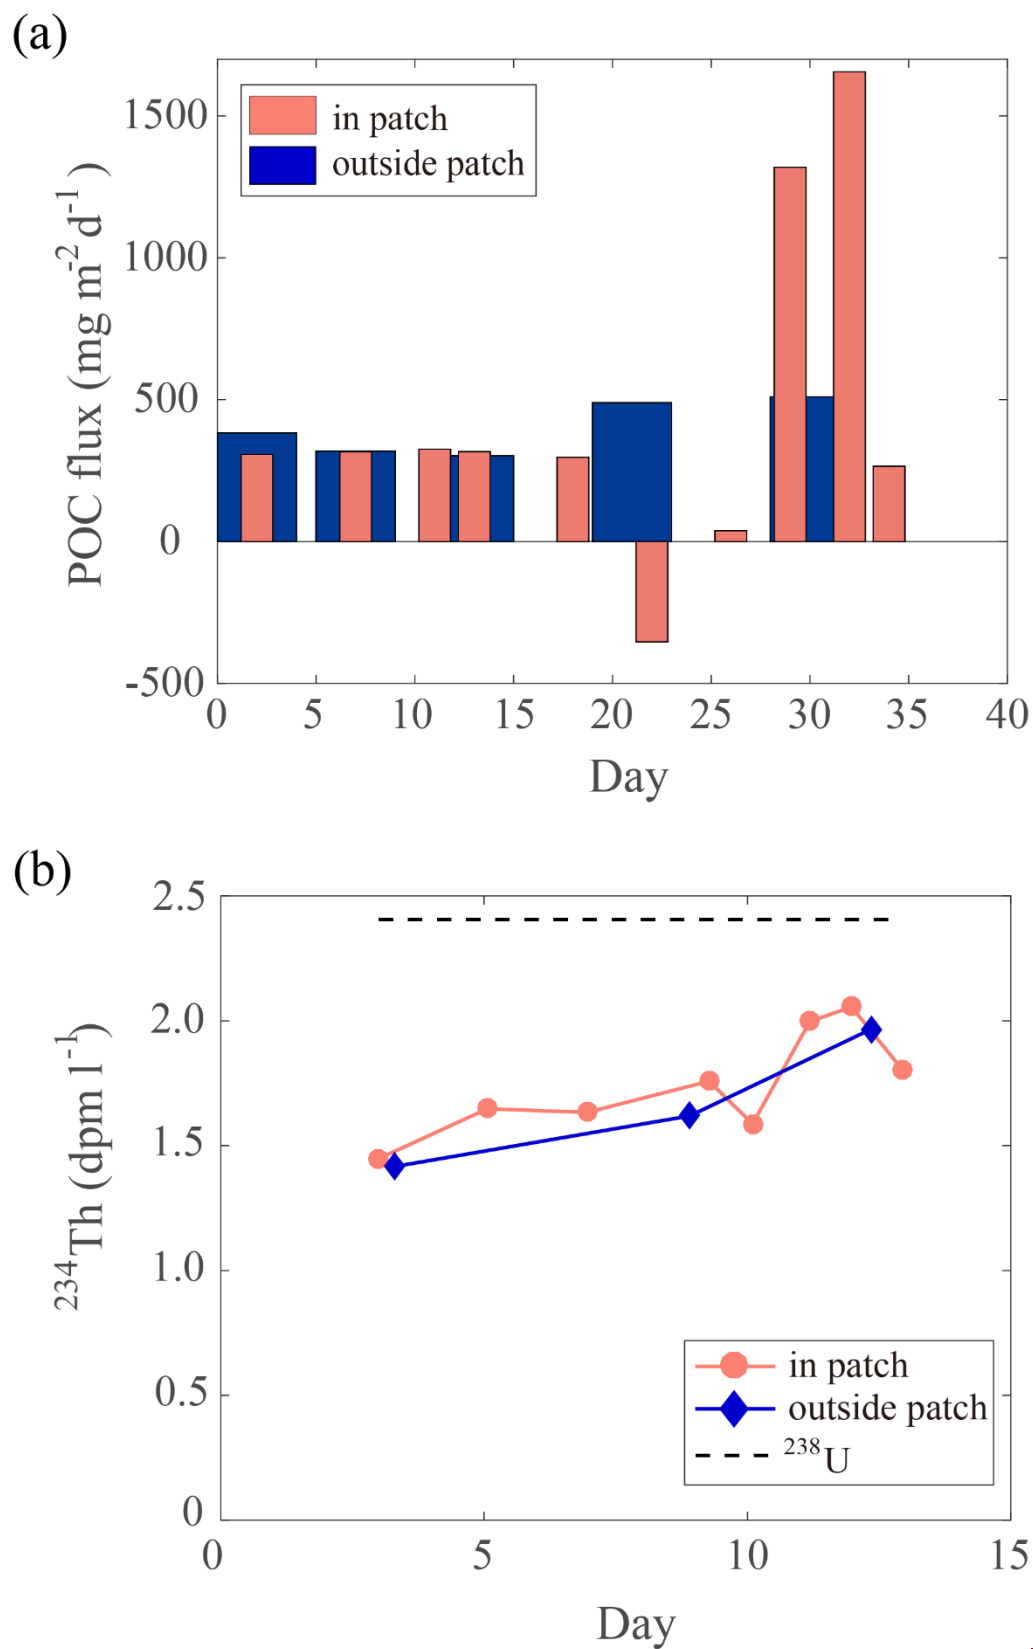 (a)
in patch
outside patch
1500
1000
500
0
-500
POC flux (mg m-2 d-1)
0 5 10 15 20 25 30 35 40
Day
(b)
2.5
2.0
1.5
1.0
0.5
0
234Th (dpm l-1)
in patch
outside patch
238U
0 5 10 15
Day